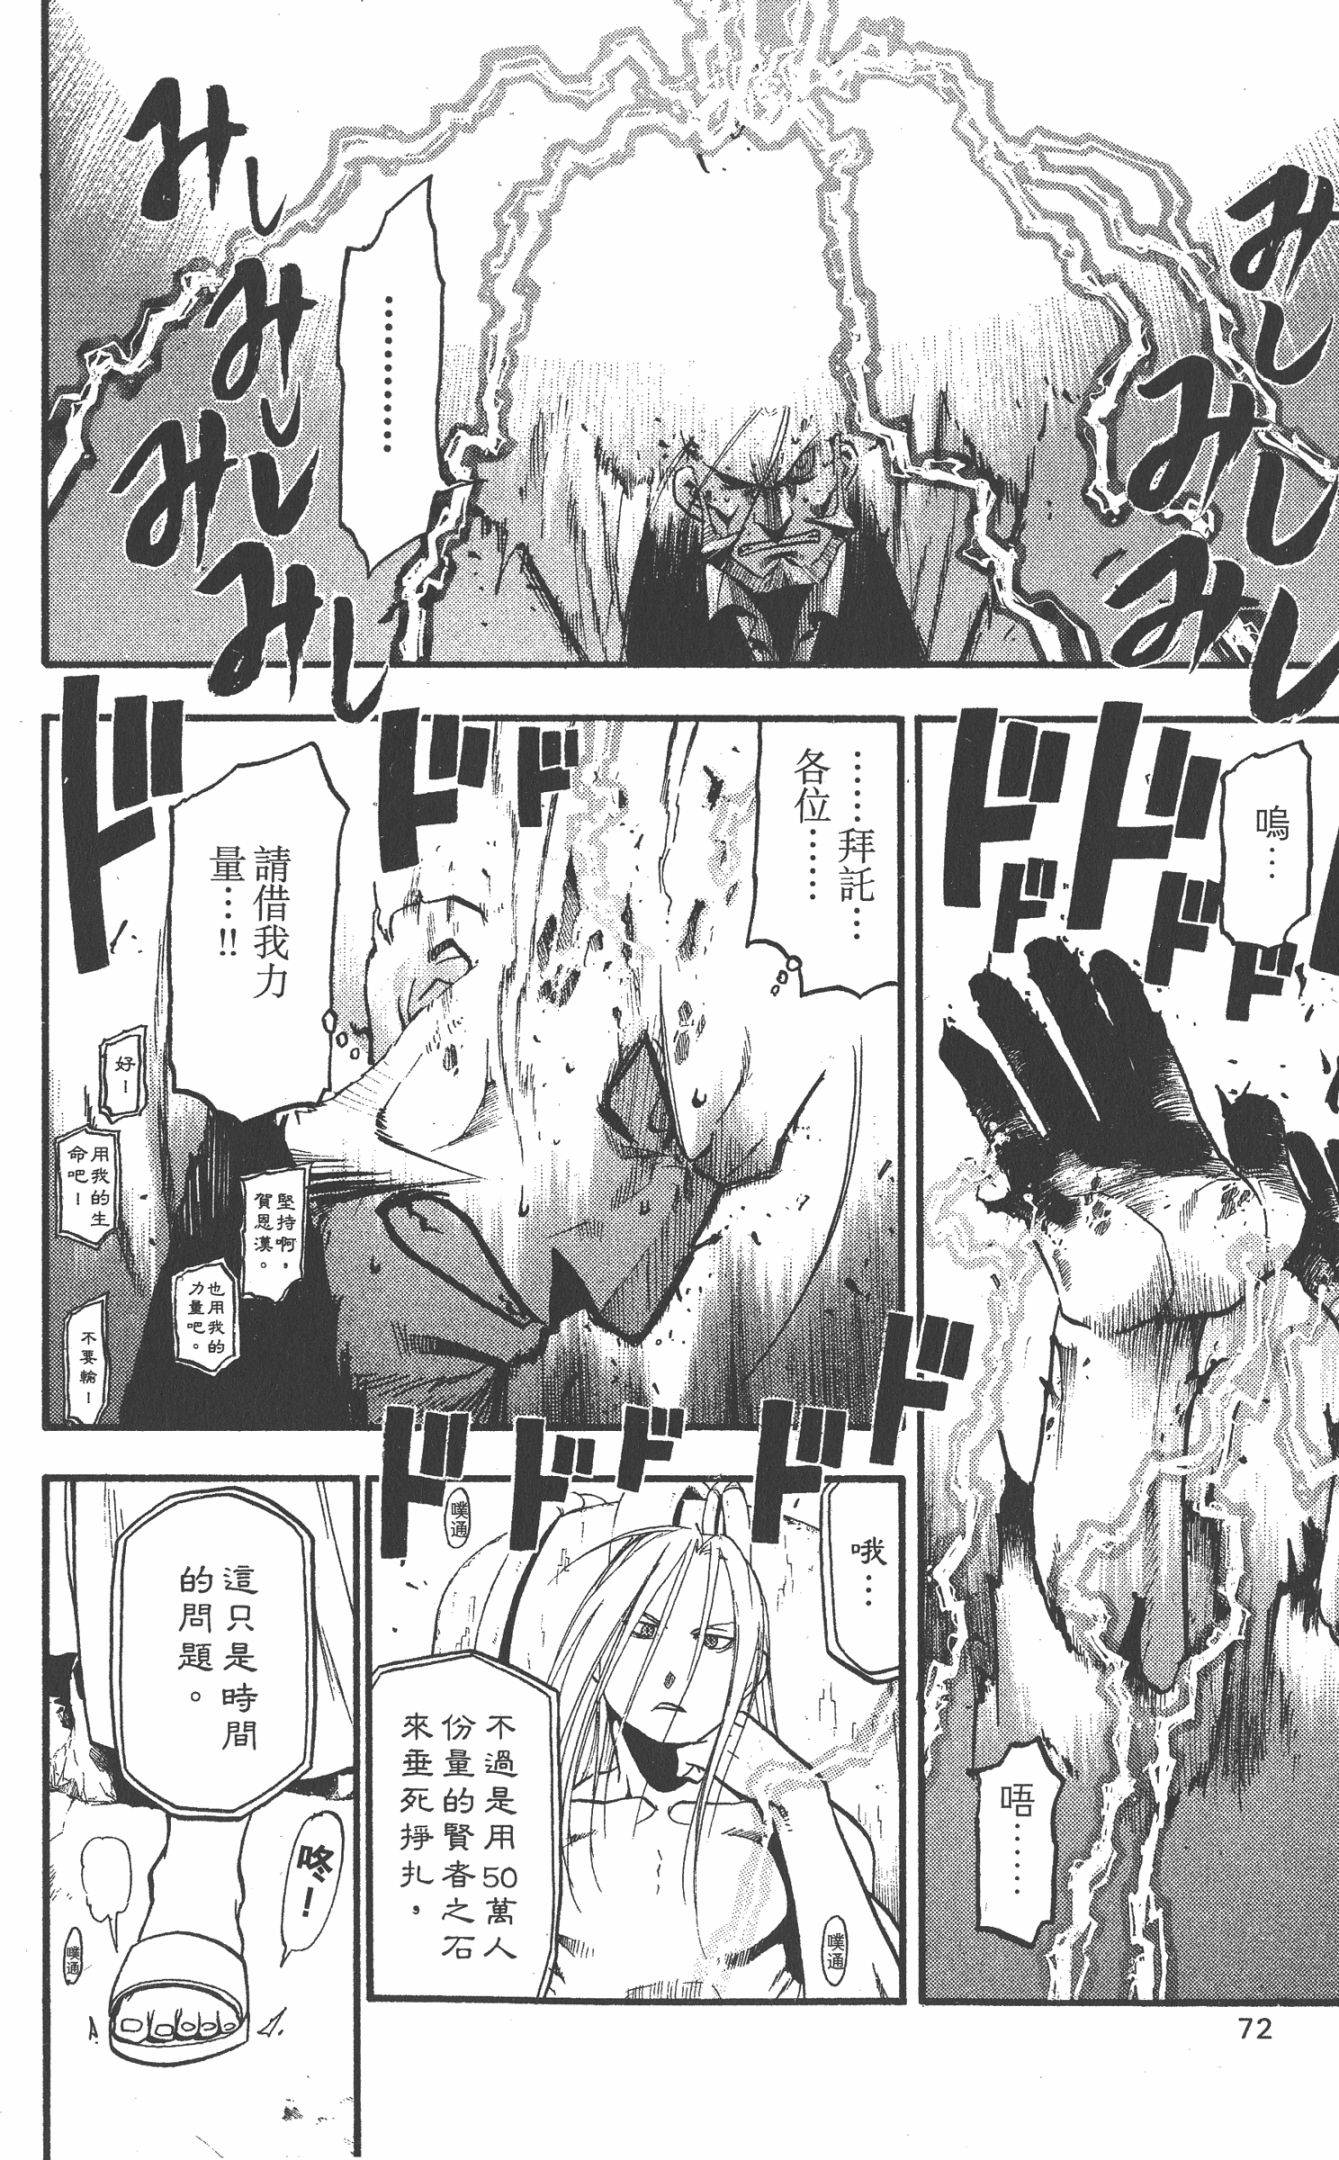 みし
みし
みし
みし
みし
みし
みし
…………
嗚…
ドドドドド
唔……
……拜託…
各位……
ドドド
請借我力
量…!!
好！
用我的生
命吧！
堅持啊，
賀恩漢。
也用我的
力量吧。
不要輸！
ドドドドド
哦…
噗通
不過是用50萬人
份量的賢者之石
來垂死掙扎，
噗通
這只是時間
的問題。
咚！
噗通
72